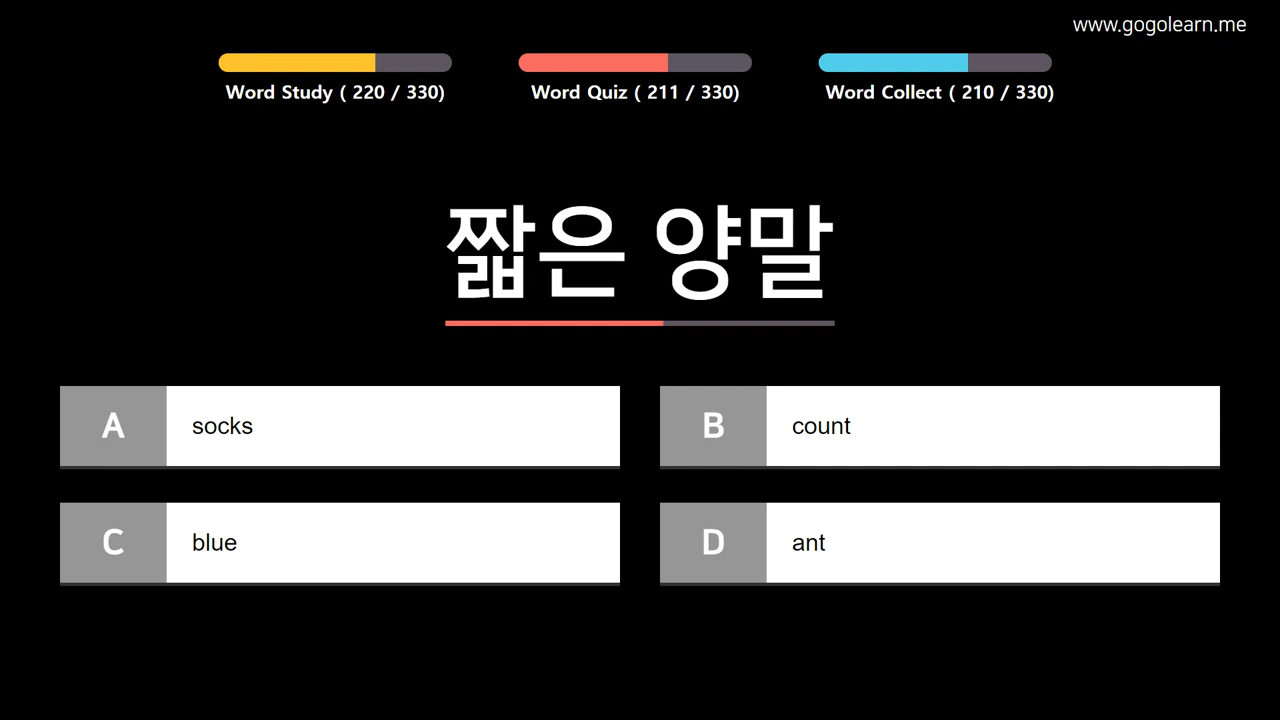 www.gogolearn.me
Word Study ( 220 / 330)
Word Quiz ( 211 / 330)
Word Collect ( 210 / 330)
짧은 양말
A socks
B count
C blue
D ant